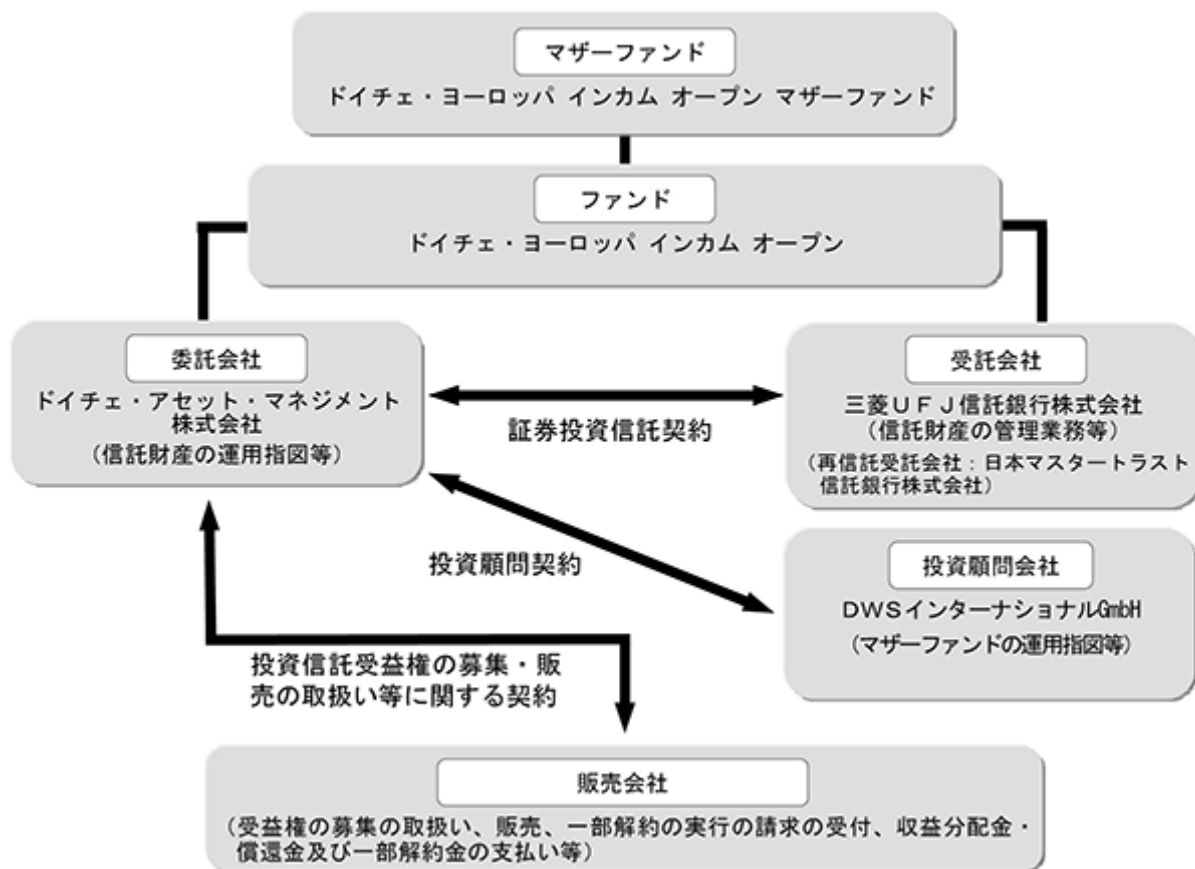 マザーファンド
ドイチェ・ヨーロッパ インカム オープン マザーファンド
ファンド
ドイチェ・ヨーロッパ インカム オープン
委託会社
ドイチェ・アセット・マネジメント
株式会社
(信託財産の運用指図等)
証券投資信託契約
受託会社
三菱UFJ信託銀行株式会社
(信託財産の管理業務等)
(再信託受託会社:日本マスタートラスト
信託銀行株式会社)
投資顧問契約
投資顧問会社
DWSインターナショナルGmbH
(マザーファンドの運用指図等)
投資信託受益権の募集・販
売の取扱い等に関する契約
販売会社
(受益権の募集の取扱い、販売、一部解約の実行の請求の受付、収益分配金・
償還金及び一部解約金の支払い等)